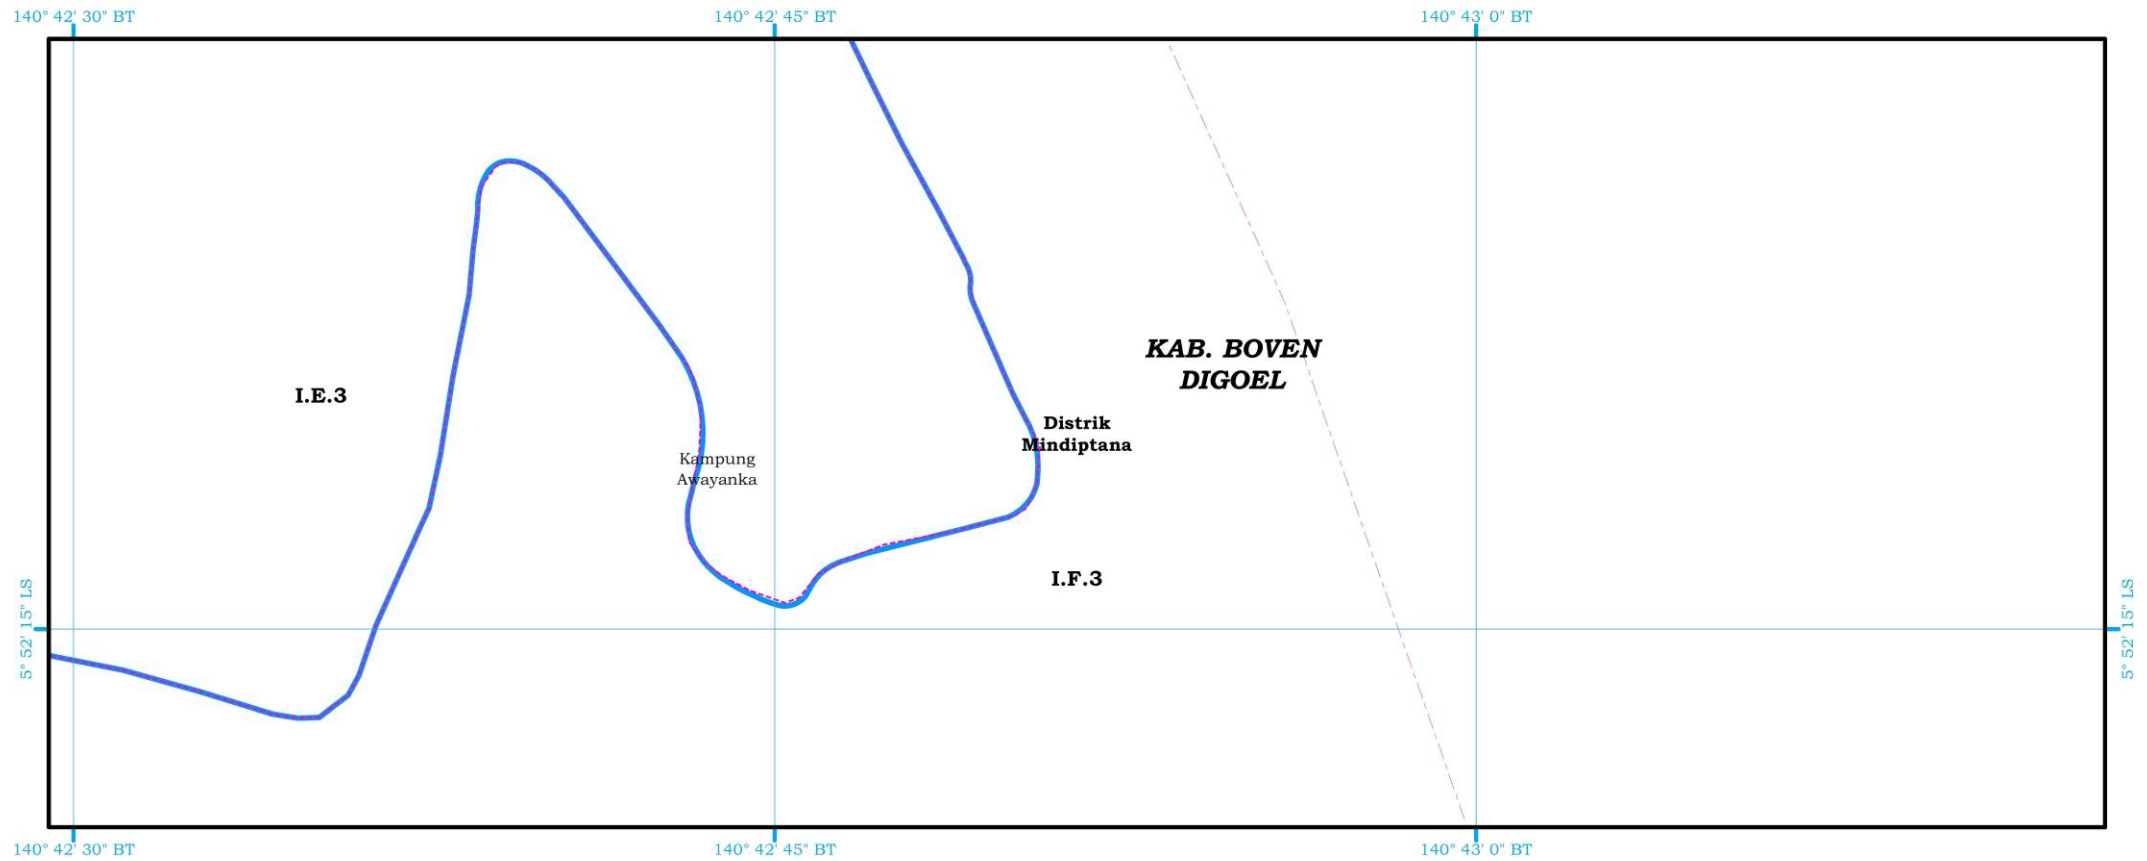 140° 42' 30" BT
140° 42' 45" BT
140° 43' 0" BT
KAB. BOVEN
DIGOEL
I.E.3
Distrik
Mindiptana
Kampung
Awayanka
I.F.3
5° 52' 15" LS
5° 52' 15" LS
140° 42' 30" BT
140° 42' 45" BT
140° 43' 0" BT